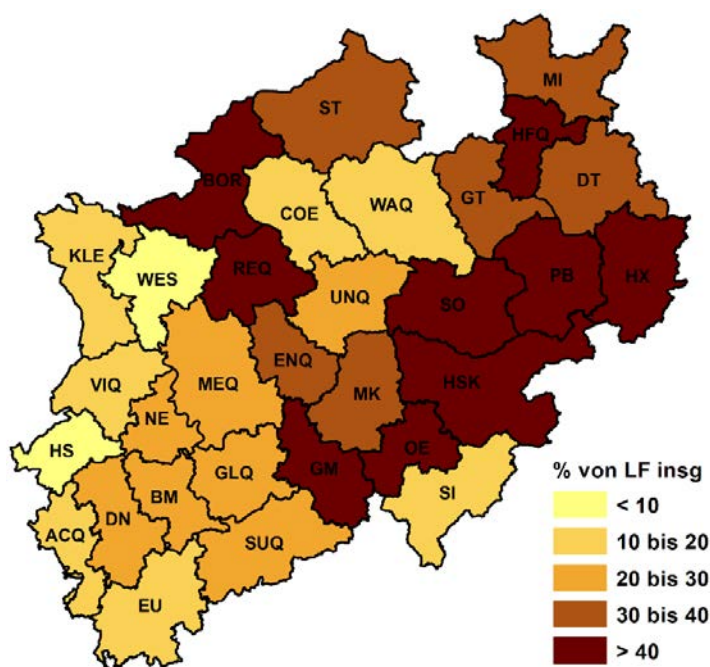 MI
ST
HFQ
BOR
GT
DT
COE
WAQ
KLE
WES
REQ
UNQ
SO
PB
HX
VIQ
MEQ
ENQ
MK
HSK
NE
HS
GLQ
GM
OE
SI
ACQ
DN
BM
SUQ
EU
% von LF insg
< 10
10 bis 20
20 bis 30
30 bis 40
> 40